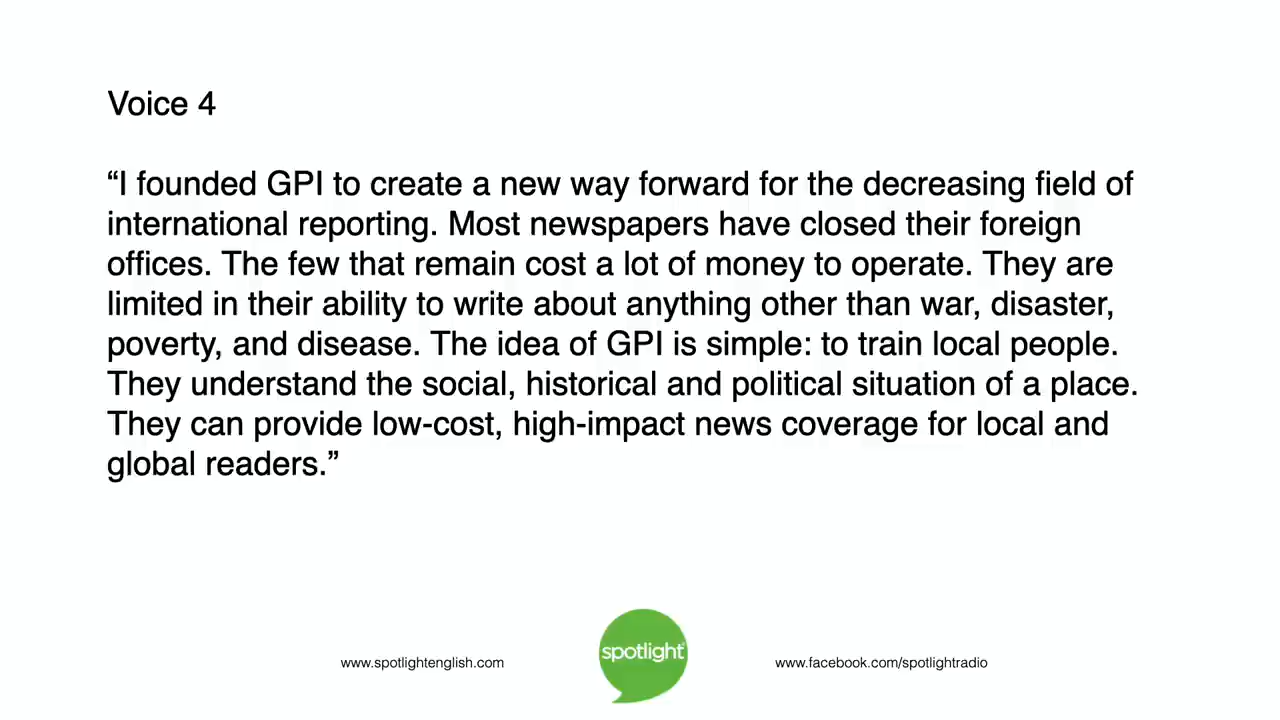 Voice 4
“I founded GPI to create a new way forward for the decreasing field of
international reporting. Most newspapers have closed their foreign
offices. The few that remain cost a lot of money to operate. They are
limited in their ability to write about anything other than war, disaster,
poverty, and disease. The idea of GPI is simple: to train local people.
They understand the social, historical and political situation of a place.
They can provide low-cost, high-impact news coverage for local and
global readers.”
www.spotlightenglish.com
spotlight
www.facebook.com/spotlightradio